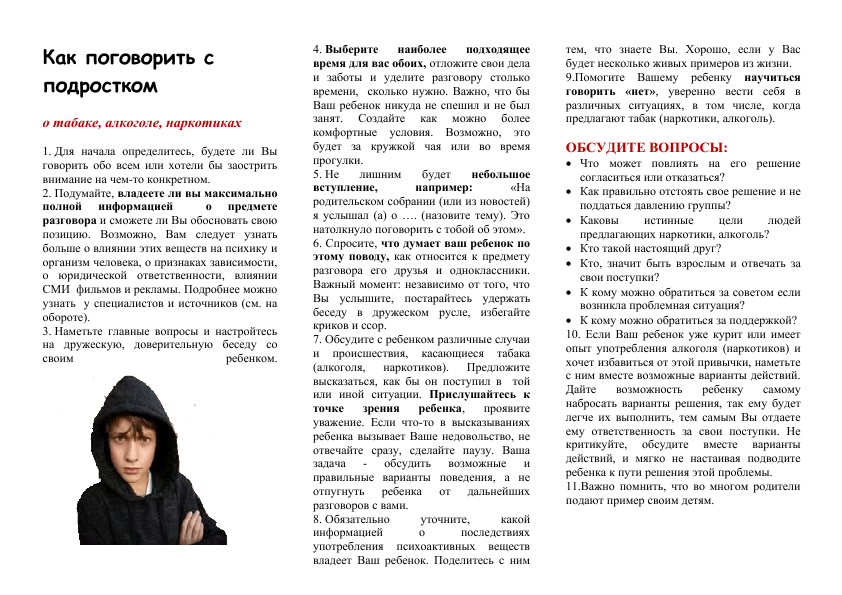 Как поговорить с
подростком
о табаке, алкоголе, наркотиках
1. Для начала определитесь, будете ли Вы
говорить обо всем или хотели бы заострить
внимание на чем-то конкретном.
2. Подумайте, владеете ли вы максимально
полной информацией о предмете
разговора и сможете ли Вы обосновать свою
позицию. Возможно, Вам следует узнать
больше о влиянии этих веществ на психику и
организм человека, о признаках зависимости,
о юридической ответственности, влиянии
СМИ фильмов и рекламы. Подробнее можно
узнать у специалистов и источников (см. на
обороте).
3. Наметьте главные вопросы и настройтесь
на дружескую, доверительную беседу со
своим ребенком.
4. Выберите наиболее подходящее
время для вас обоих, отложите свои дела
и заботы и уделите разговору столько
времени, сколько нужно. Важно, что бы
Ваш ребенок никуда не спешил и не был
занят. Создайте как можно более
комфортные условия. Возможно, это
будет за кружкой чая или во время
прогулки.
5. Не лишним будет небольшое
вступление, например: «На
родительском собрании (или из новостей)
я услышал (а) о …. (назовите тему). Это
натолкнуло поговорить с тобой об этом».
6. Спросите, что думает ваш ребенок по
этому поводу, как относится к предмету
разговора его друзья и одноклассники.
Важный момент: независимо от того, что
Вы услышите, постарайтесь удержать
беседу в дружеском русле, избегайте
криков и ссор.
7. Обсудите с ребенком различные случаи
и происшествия, касающиеся табака
(алкоголя, наркотиков). Предложите
высказаться, как бы он поступил в той
или иной ситуации. Прислушайтесь к
точке зрения ребенка, проявите
уважение. Если что-то в высказываниях
ребенка вызывает Ваше недовольство, не
отвечайте сразу, сделайте паузу. Ваша
задача - обсудить возможные и
правильные варианты поведения, а не
отпугнуть ребенка от дальнейших
разговоров с вами.
8. Обязательно уточните, какой
информацией о последствиях
употребления психоактивных веществ
владеет Ваш ребенок. Поделитесь с ним
тем, что знаете Вы. Хорошо, если у Вас
будет несколько живых примеров из жизни.
9.Помогите Вашему ребенку научиться
говорить «нет», уверенно вести себя в
различных ситуациях, в том числе, когда
предлагают табак (наркотики, алкоголь).
ОБСУДИТЕ ВОПРОСЫ:
• Что может повлиять на его решение
согласиться или отказаться?
• Как правильно отстоять свое решение и не
поддаться давлению группы?
• Каковы истинные цели людей
предлагающих наркотики, алкоголь?
• Кто такой настоящий друг?
• Кто, значит быть взрослым и отвечать за
свои поступки?
• К кому можно обратиться за советом если
возникла проблемная ситуация?
• К кому можно обратиться за поддержкой?
10. Если Ваш ребенок уже курит или имеет
опыт употребления алкоголя (наркотиков) и
хочет избавиться от этой привычки, наметьте
с ним вместе возможные варианты действий.
Дайте возможность ребенку самому
набросать варианты решения, так ему будет
легче их выполнить, тем самым Вы отдаете
ему ответственность за свои поступки. Не
критикуйте, обсудите вместе варианты
действий, и мягко не настаивая подводите
ребенка к пути решения этой проблемы.
11.Важно помнить, что во многом родители
подают пример своим детям.